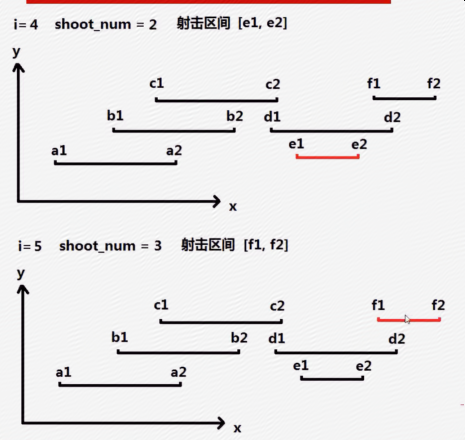 i=4 shoot_num = 2 射击区间 [e1, e2]
y
c1 c2 f1 f2
b1 b2 d1 d2
a1 a2 e1 e2
x
i=5 shoot_num = 3 射击区间 [f1, f2]
y
c1 c2 f1 f2
b1 b2 d1 d2
a1 a2 e1 e2
x